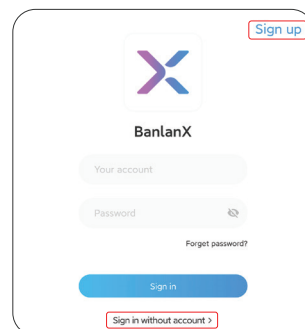 Sign up
BanlanX
Your account
Password
Forget password?
Sign in
Sign in without account >